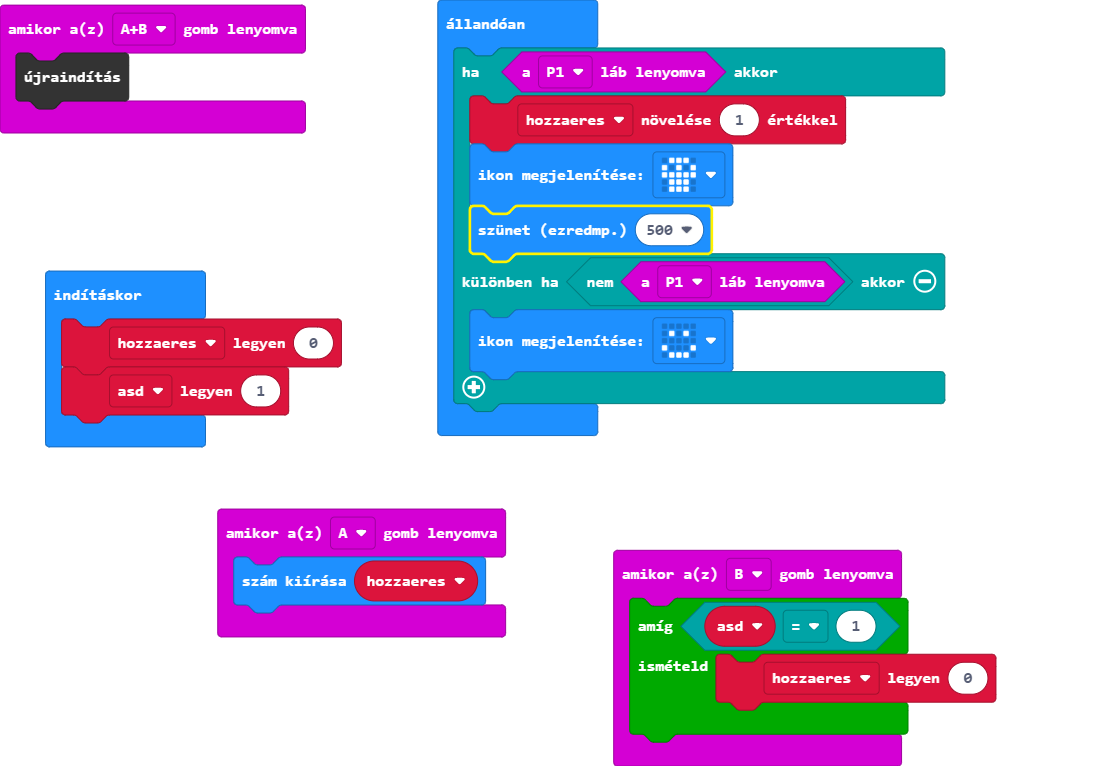 amikor a(z) A+B gomb lenyomva
újraindítás
állandóan
ha a P1 láb lenyomva akkor
hozzaeres növelése 1 értékkel
ikon megjelenítése:
szünet (ezredmp.) 500
különben ha nem a P1 láb lenyomva akkor
ikon megjelenítése:
indításkor
hozzaeres legyen 0
asd legyen 1
amikor a(z) A gomb lenyomva
szám kiírása hozzaeres
amikor a(z) B gomb lenyomva
amíg asd = 1
ismételd
hozzaeres legyen 0